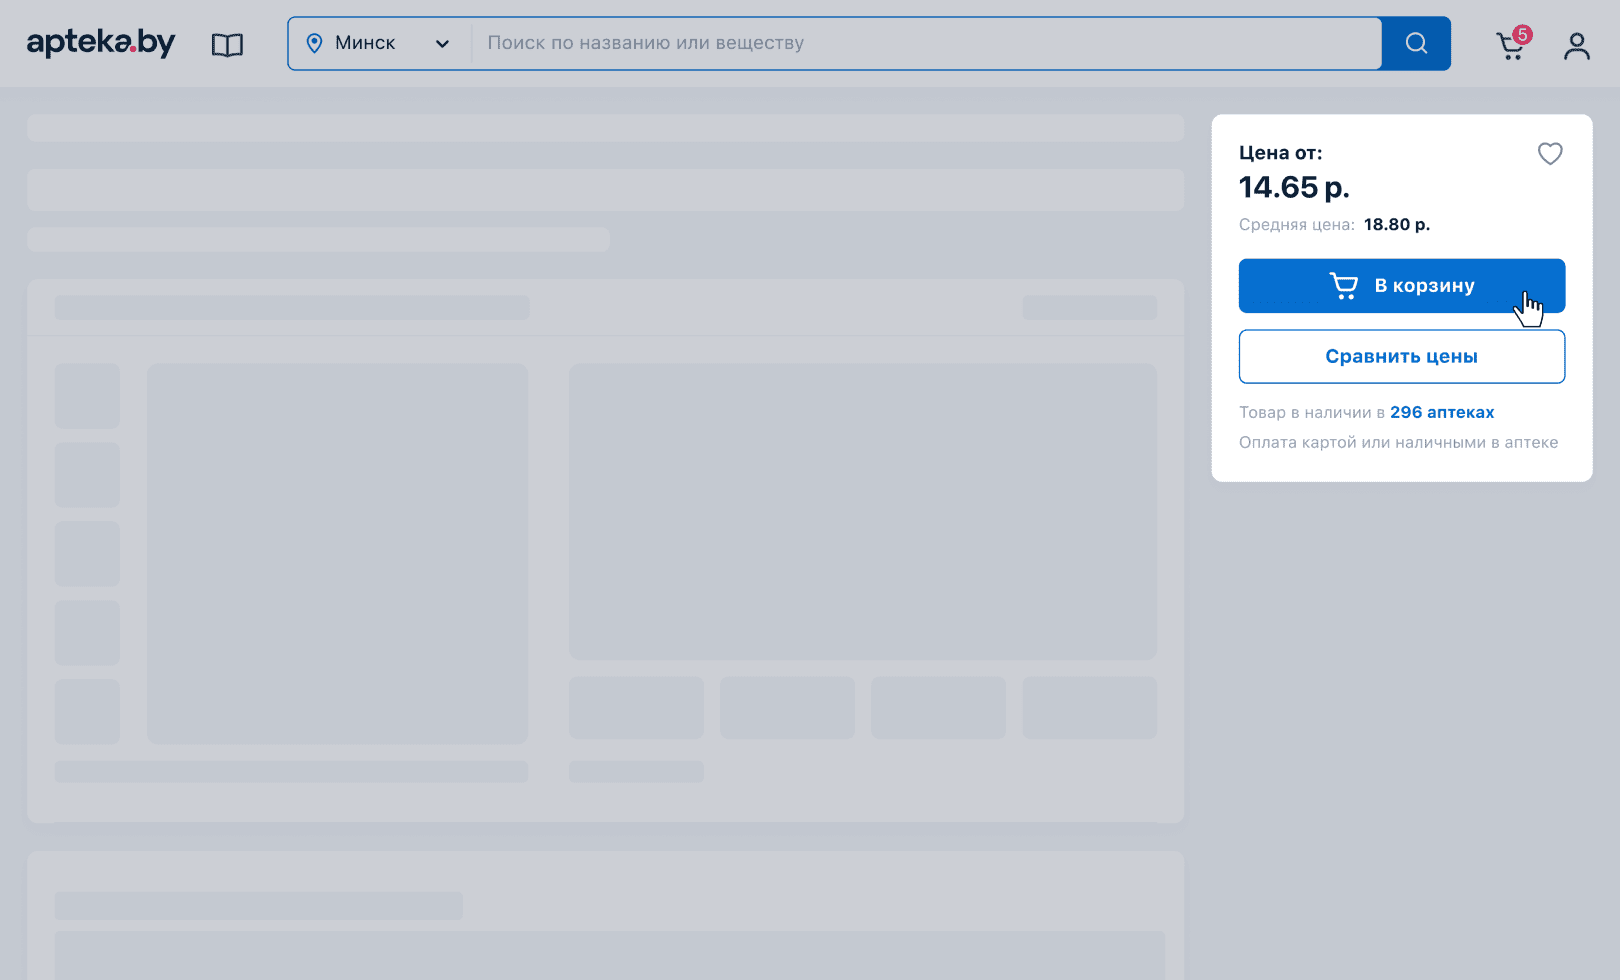 apteka.by
Минск
Поиск по названию или веществу
5
Цена от:
14.65 р.
Средняя цена: 18.80 р.
В корзину
Сравнить цены
Товар в наличии в 296 аптеках
Оплата картой или наличными в аптеке